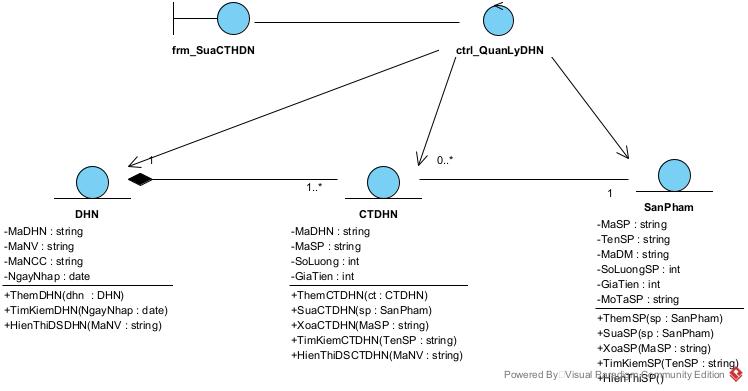 frm_SuaCTHDN
ctrl_QuanLyDHN
1
1..*
0..*
1
DHN
-MaDHN : string
-MaNV : string
-MaNCC : string
-NgayNhap : date
+ThemDHN(dhn : DHN)
+TimKiemDHN(NgayNhap : date)
+HienThiDSDHN(MaNV : string)
CTDHN
-MaDHN : string
-MaSP : string
-SoLuong : int
-GiaTien : int
+ThemCTDHN(ct : CTDHN)
+SuaCTDHN(sp : SanPham)
+XoaCTDHN(MaSP : string)
+TimKiemCTDHN(TenSP : string)
+HienThiDSCTDHN(MaNV : string)
SanPham
-MaSP : string
-TenSP : string
-MaDM : string
-SoLuongSP : int
-GiaTien : int
-MoTaSP : string
+ThemSP(sp : SanPham)
+SuaSP(sp : SanPham)
+XoaSP(MaSP : string)
+TimKiemSP(TenSP : string)
+HienThiSP()
Powered By Visual Paradigm Community Edition